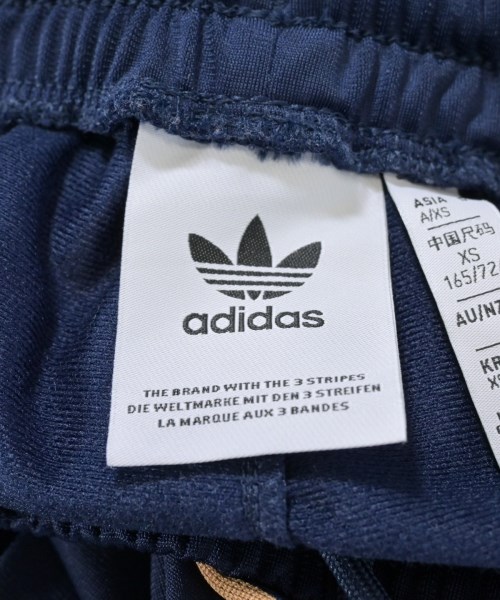 adidas
THE BRAND WITH THE 3 STRIPES
DIE WELTMARKE MIT DEN 3 STREIFEN
LA MARQUE AUX 3 BANDES
ASIA
A/XS
中国尺码
XS
165/72
AU/NZ
KR